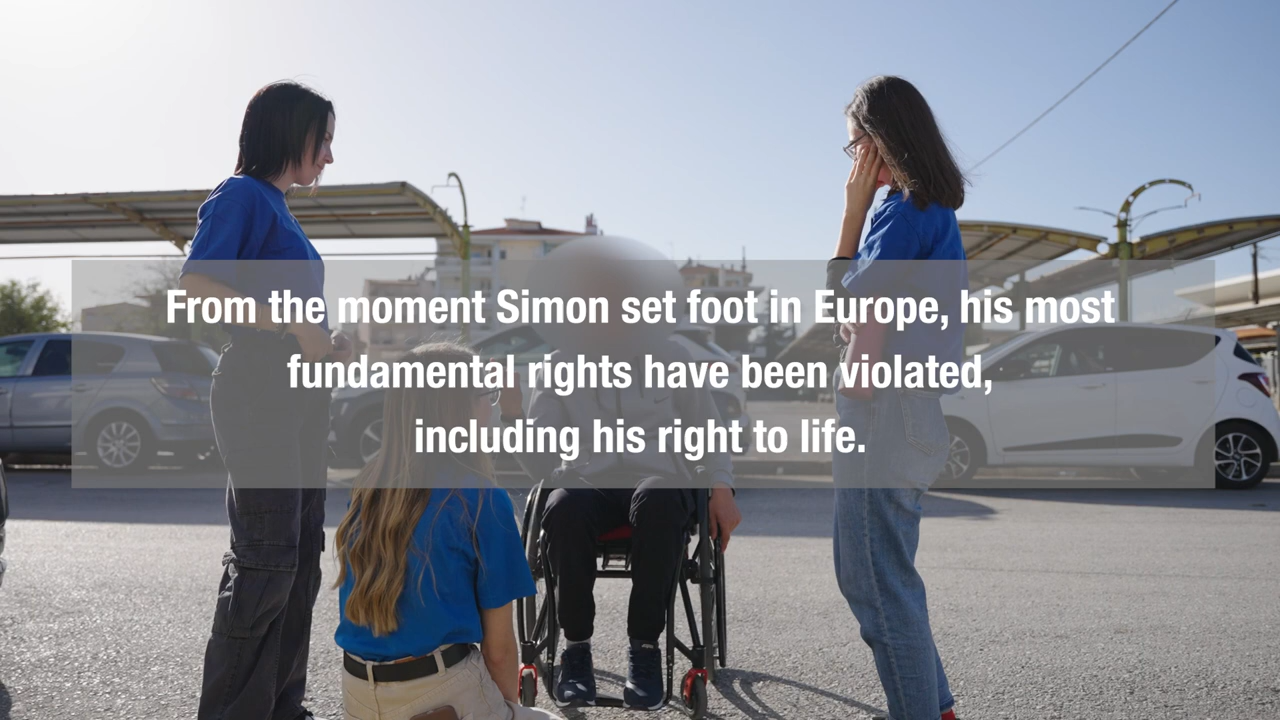 From the moment Simon set foot in Europe, his most
fundamental rights have been violated,
including his right to life.